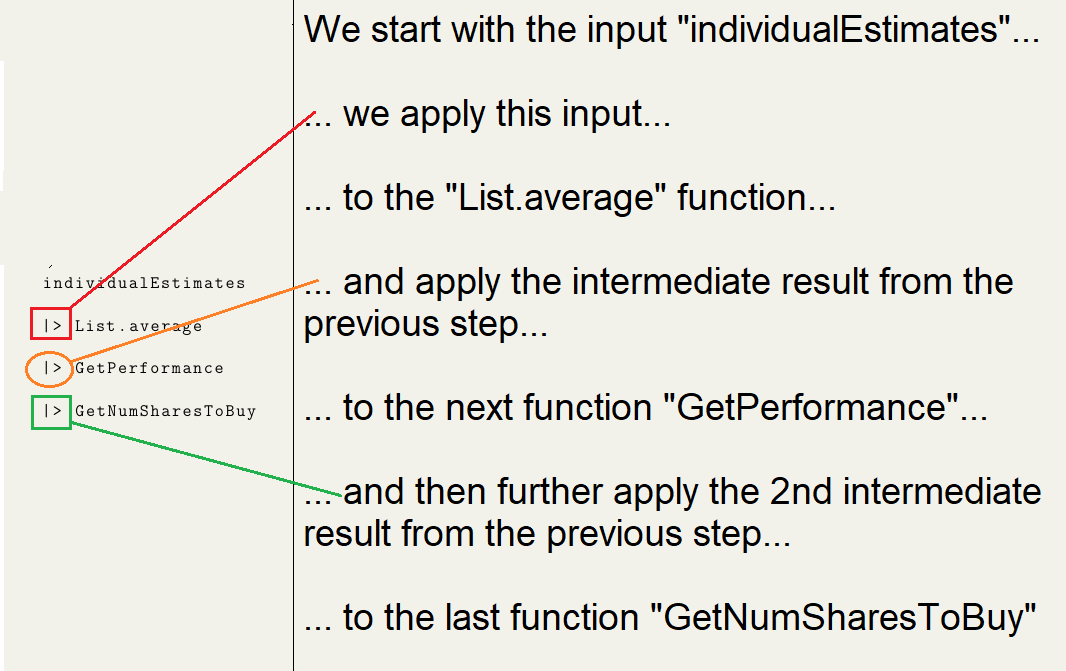 individualEstimates
|> List.average
|> GetPerformance
|> GetNumSharesToBuy
We start with the input "individualEstimates"...
... we apply this input...
... to the "List.average" function...
... and apply the intermediate result from the
previous step...
... to the next function "GetPerformance"...
... and then further apply the 2nd intermediate
result from the previous step...
... to the last function "GetNumSharesToBuy"